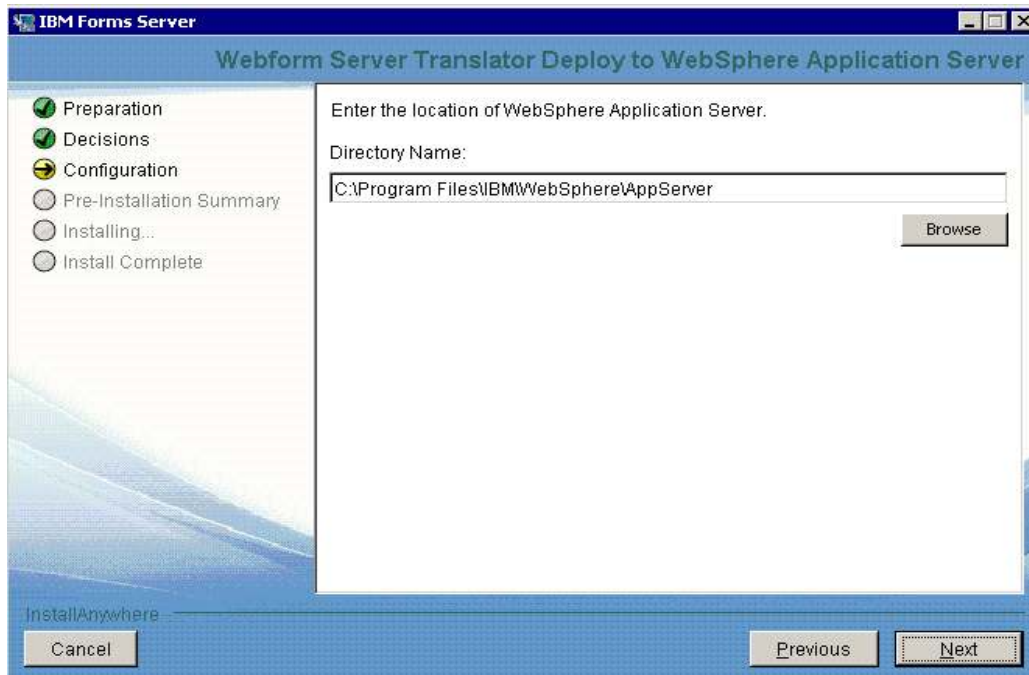 IBM Forms Server
Webform Server Translator Deploy to WebSphere Application Server
Preparation
Decisions
Configuration
Pre-Installation Summary
Installing...
Install Complete
Enter the location of WebSphere Application Server.
Directory Name:
C:\Program Files\IBM\WebSphere\AppServer
Browse
InstallAnywhere
Cancel
Previous
Next